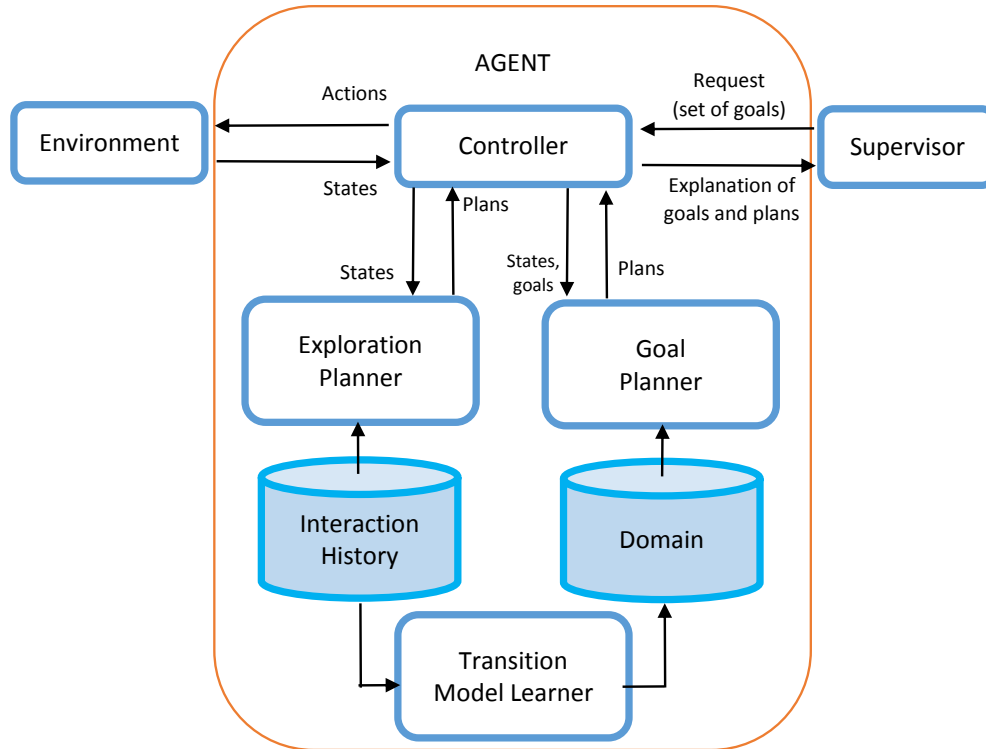 AGENT
Actions
Request
(set of goals)
Environment
Controller
Supervisor
States
Plans
Explanation of
goals and plans
States
States,
goals
Plans
Exploration
Planner
Goal
Planner
Interaction
History
Domain
Transition
Model Learner